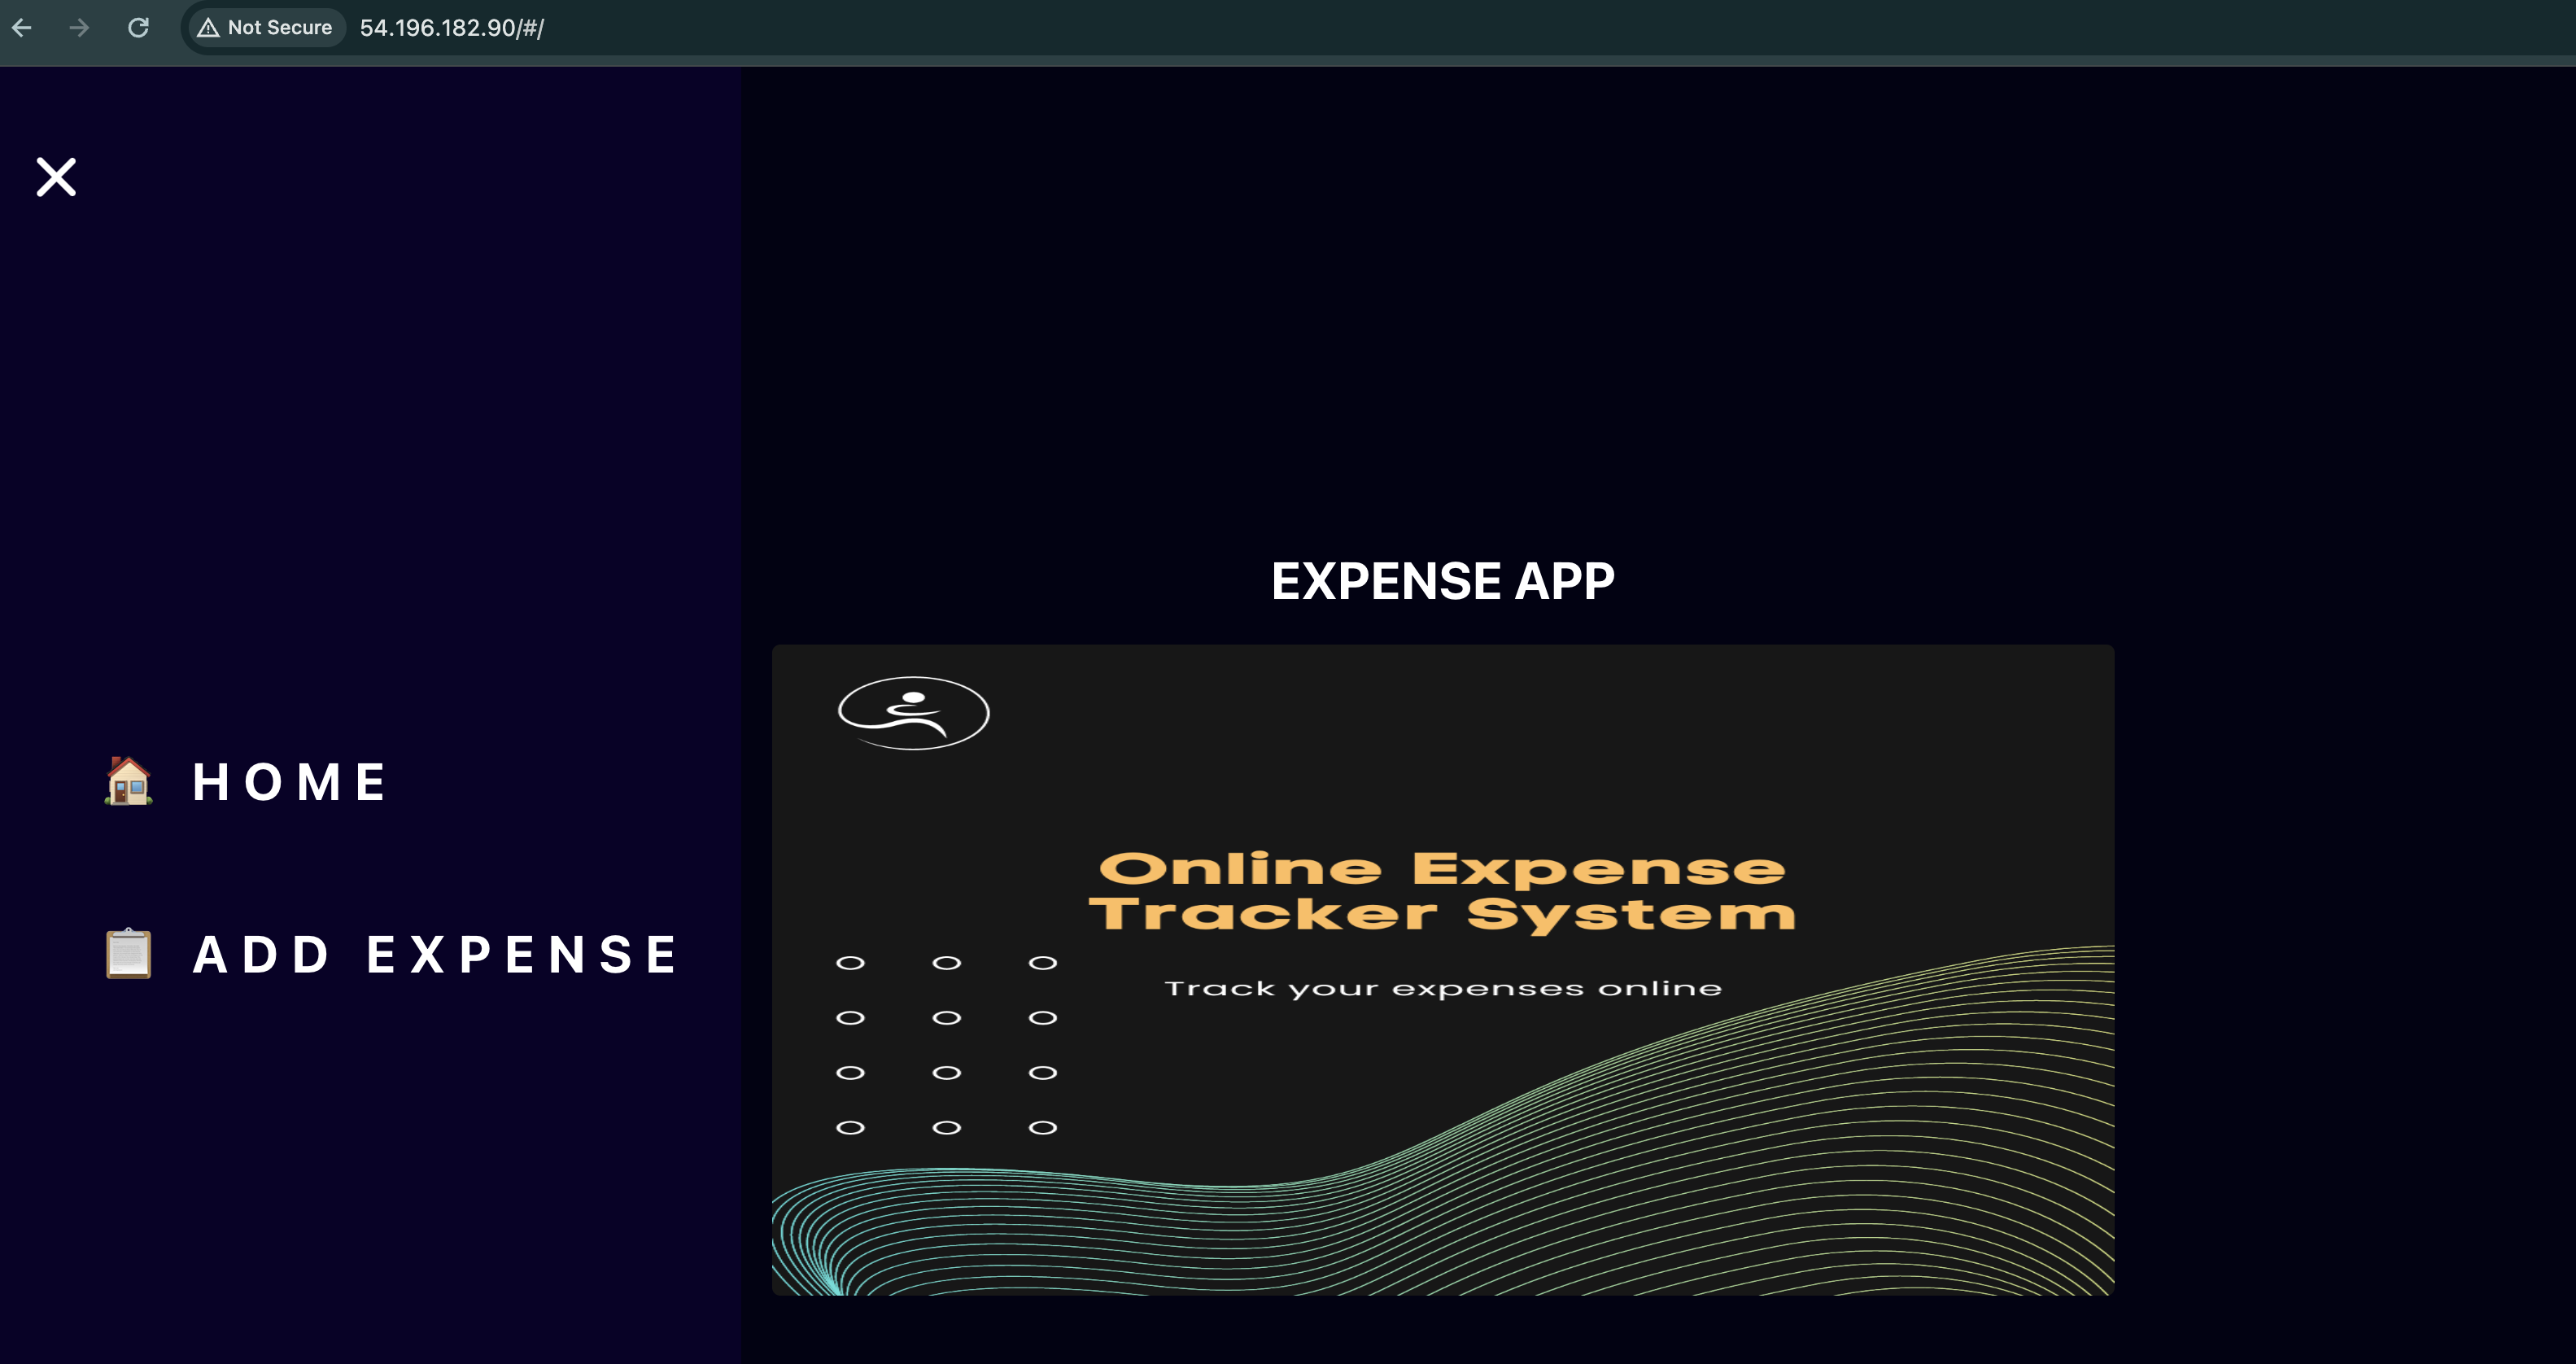 Not Secure 54.196.182.90/#/
EXPENSE APP
HOME
ADD EXPENSE
Online Expense
Tracker System
Track your expenses online